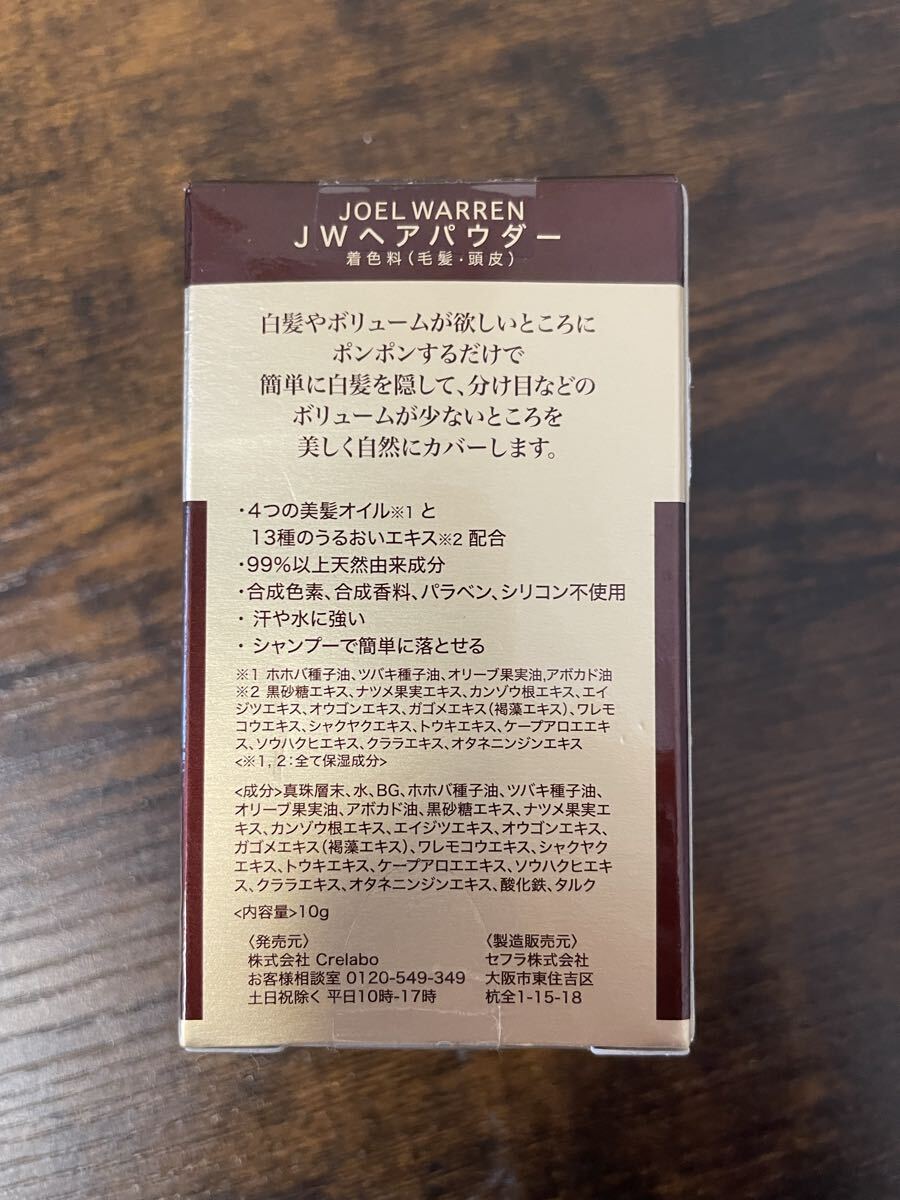 JOEL WARREN
JWヘアパウダー
着色料(毛髪・頭皮)
白髪やボリュームが欲しいところに
ポンポンするだけで
簡単に白髪を隠して、分け目などの
ボリュームが少ないところを
美しく自然にカバーします。
・4つの美髪オイル※1 と
13種のうるおいエキス※2 配合
・99%以上天然由来成分
・合成色素、合成香料、パラベン、シリコン不使用
・ 汗や水に強い
・ シャンプーで簡単に落とせる
※1 ホホバ種子油、ツバキ種子油、オリーブ果実油、アボカド油
※2 黒砂糖エキス、ナツメ果実エキス、カンゾウ根エキス、エイ
ジツエキス、オウゴンエキス、ガゴメエキス(褐藻エキス)、ワレモ
コウエキス、シャクヤクエキス、トウキエキス、ケープアロエエキ
ス、ソウハクヒエキス、クララエキス、オタネニンジンエキス
<※1, 2:全て保湿成分>
<成分>真珠層末、水、BG、ホホバ種子油、ツバキ種子油、
オリーブ果実油、アボカド油、黒砂糖エキス、ナツメ果実エ
キス、カンゾウ根エキス、エイジツエキス、オウゴンエキス、
ガゴメエキス(褐藻エキス)、ワレモコウエキス、シャクヤク
エキス、トウキエキス、ケープアロエエキス、ソウハクヒエキ
ス、クララエキス、オタネニンジンエキス、酸化鉄、タルク
<内容量>10g
〈発売元〉
株式会社 Crelabo
お客様相談室 0120-549-349
土日祝除く 平日10時-17時
〈製造販売元〉
セフラ株式会社
大阪市東住吉区
杭全1-15-18